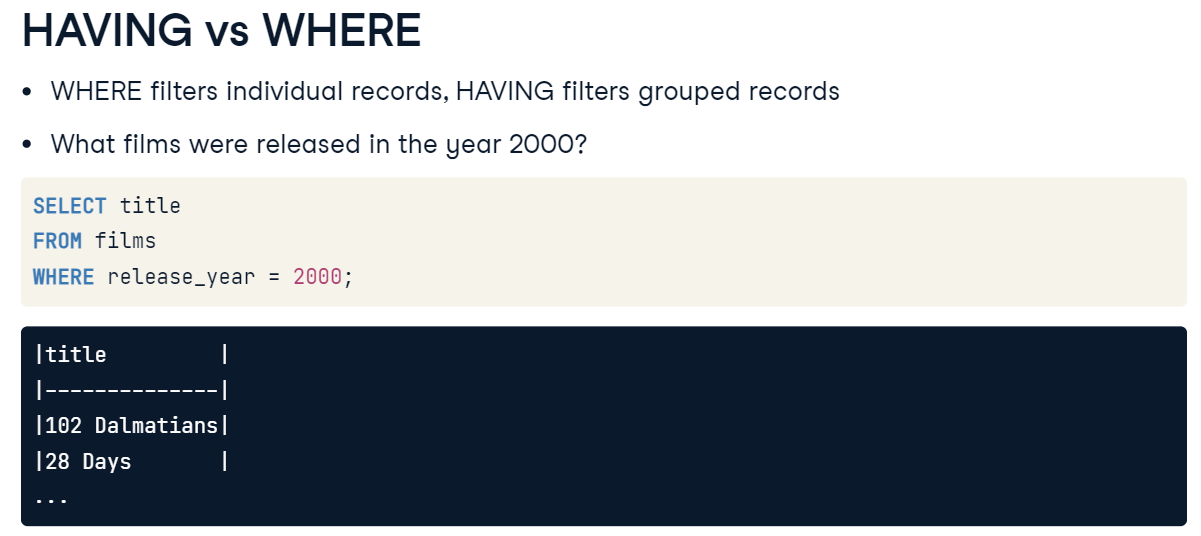 HAVING vs WHERE
• WHERE filters individual records, HAVING filters grouped records
• What films were released in the year 2000?
SELECT title
FROM films
WHERE release_year = 2000;
|title         |
|--------------|
|102 Dalmatians|
|28 Days       |
...